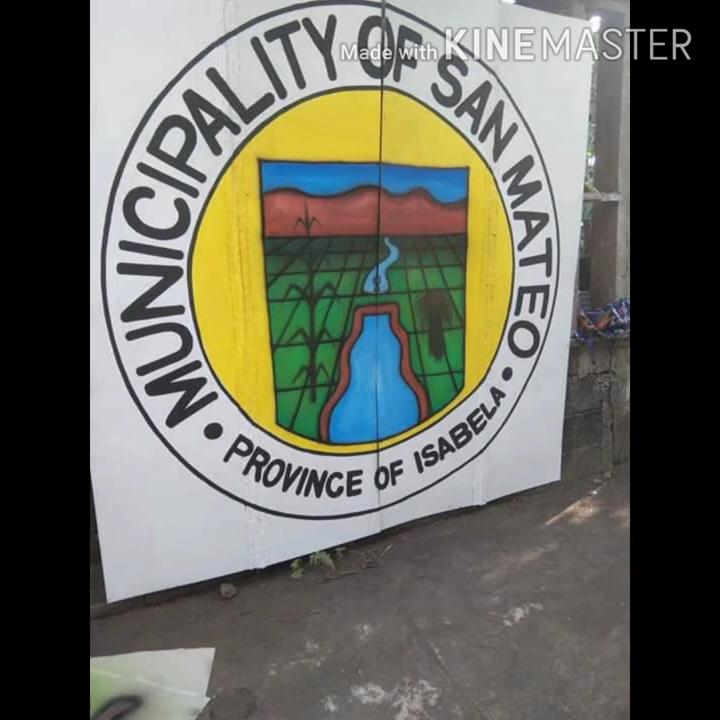 Made with KINEMASTER
MUNICIPALITY OF SAN MATEO
• PROVINCE OF ISABELA •